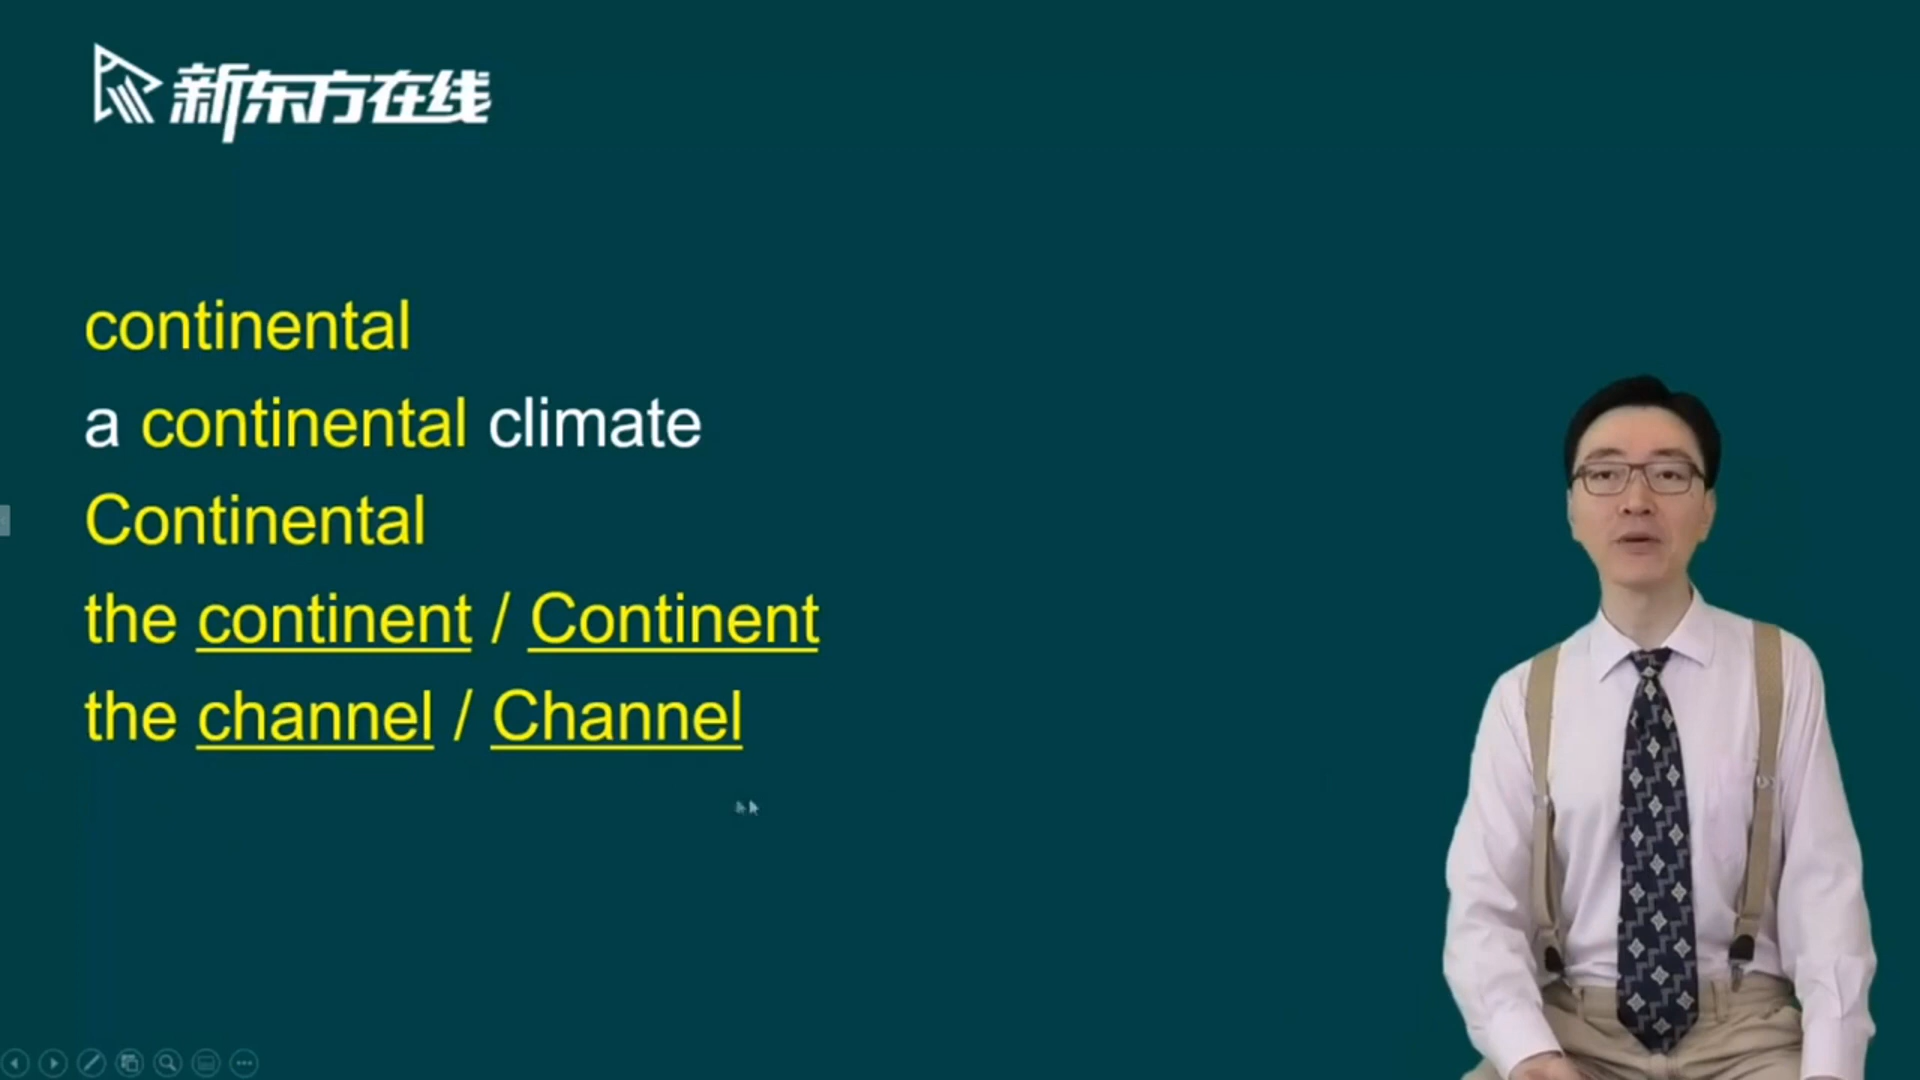 新东方在线
continental
a continental climate
Continental
the continent / Continent
the channel / Channel